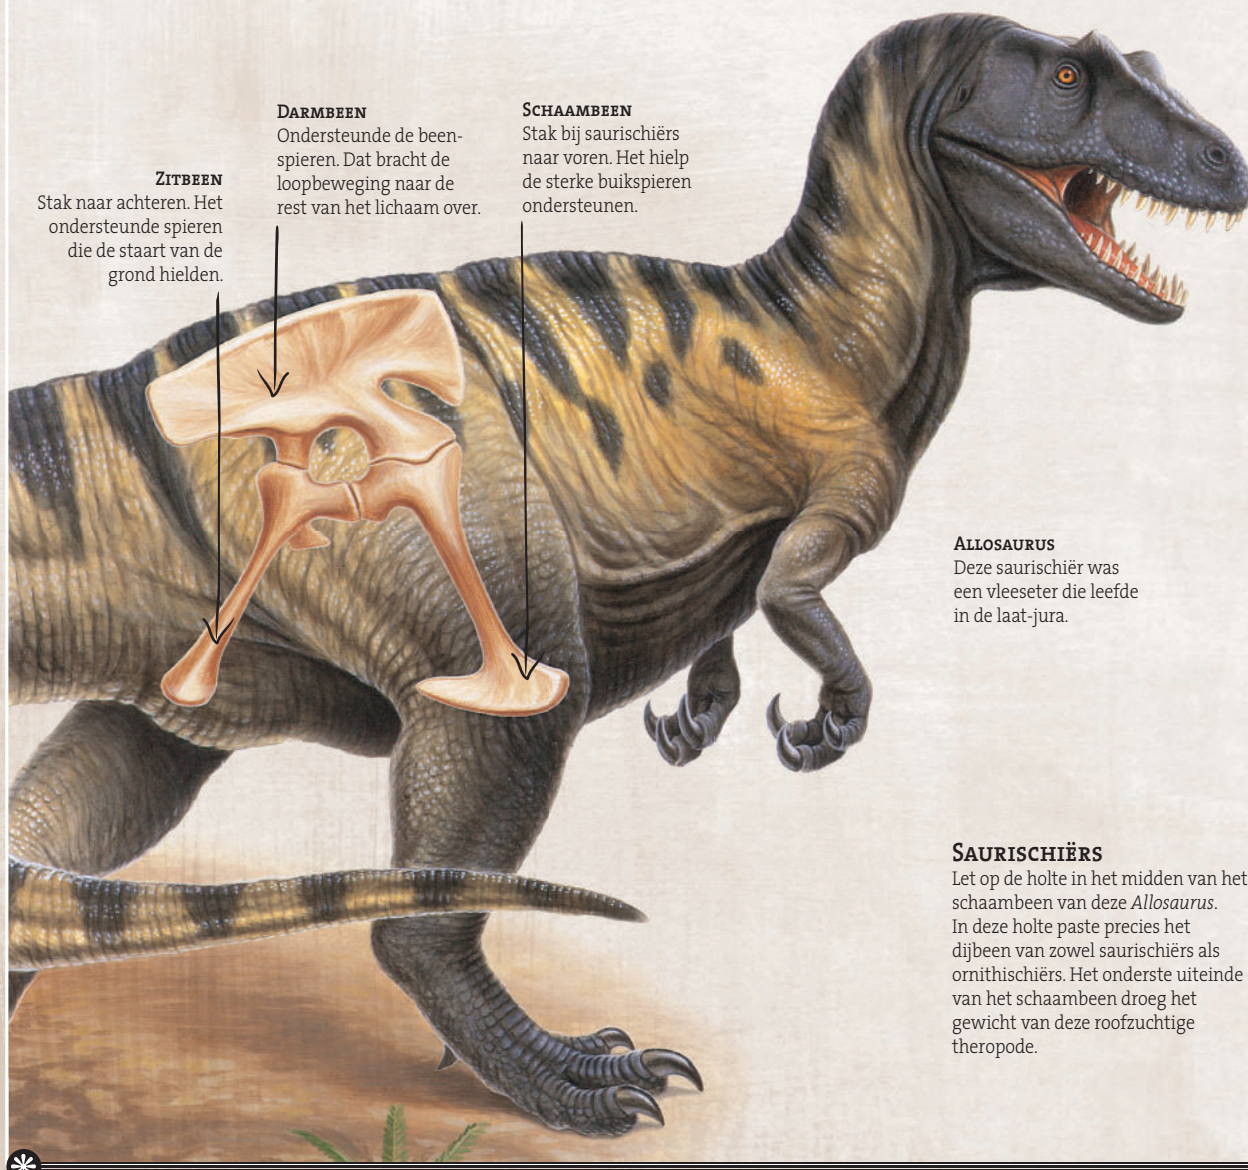 Darmbeen
Ondersteunde de been-
spieren. Dat bracht de
loopbeweging naar de
rest van het lichaam over.
Schaambeen
Stak bij saurischiërs
naar voren. Het hielp
de sterke buikspieren
ondersteunen.
Zitbeen
Stak naar achteren. Het
ondersteunde spieren
die de staart van de
grond hielden.
Allosaurus
Deze saurischiër was
een vleeseter die leefde
in de laat-jura.
Saurischiërs
Let op de holte in het midden van het
schaambeen van deze Allosaurus.
In deze holte paste precies het
dijbeen van zowel saurischiërs als
ornithischiërs. Het onderste uiteinde
van het schaambeen droeg het
gewicht van deze roofzuchtige
theropode.